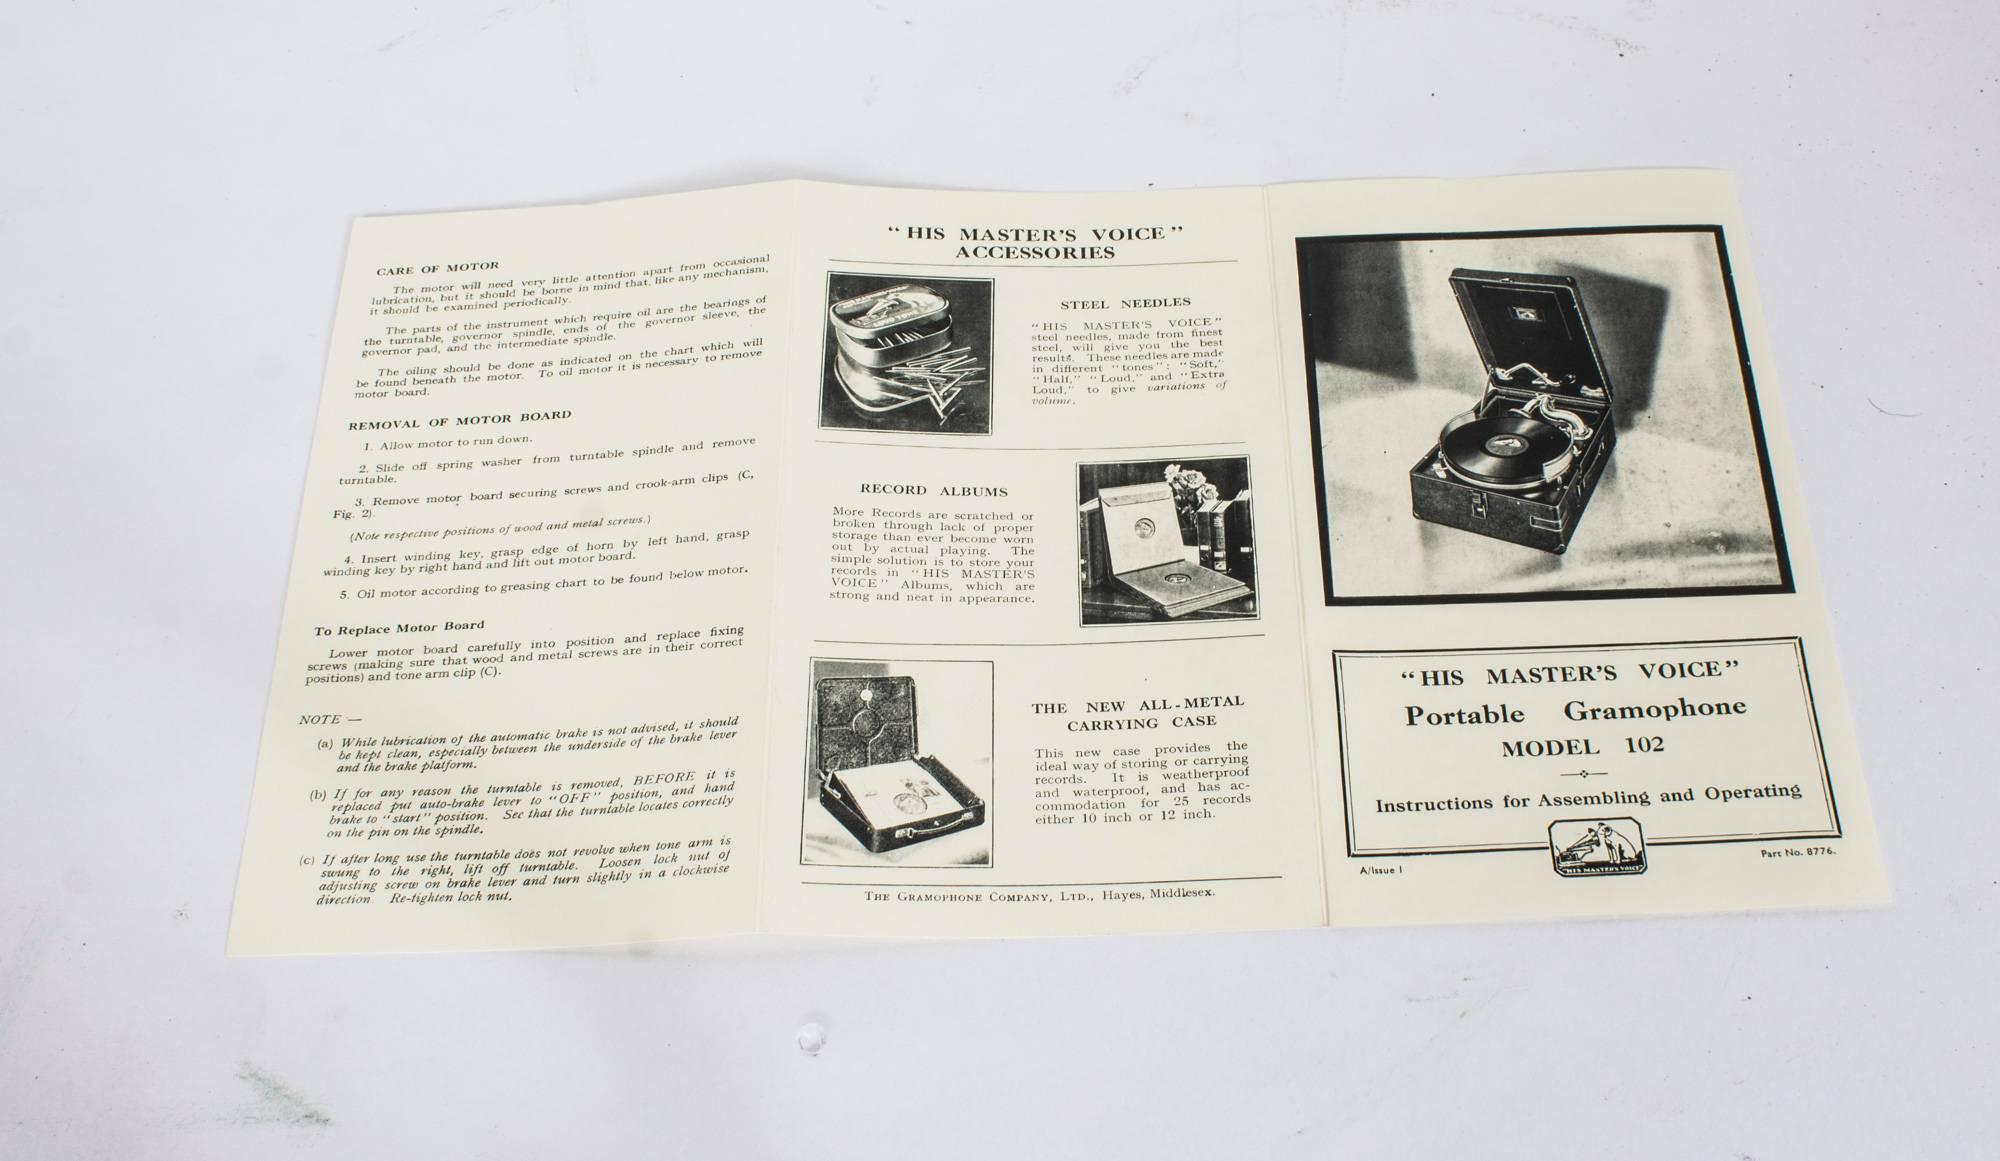 CARE OF MOTOR
The motor will need very little attention apart from occasional
lubrication, but it should be borne in mind that, like any mechanism,
it should be examined periodically.
The parts of the instrument which require oil are the bearings of
the turntable, governor spindle, ends of the governor sleeve, the
governor pad, and the intermediate spindle.
The oiling should be done as indicated on the chart which will
be found beneath the motor. To oil motor it is necessary to remove
motor board.
REMOVAL OF MOTOR BOARD
1. Allow motor to run down.
2. Slide off spring washer from turntable spindle and remove
turntable.
3. Remove motor board securing screws and crook-arm clips (C,
Fig. 2).
(Note respective positions of wood and metal screws.)
4. Insert winding key, grasp edge of horn by left hand, grasp
winding key by right hand and lift out motor board.
5. Oil motor according to greasing chart to be found below motor.
To Replace Motor Board
Lower motor board carefully into position and replace fixing
screws (making sure that wood and metal screws are in their correct
positions) and tone arm clip (C).
NOTE —
(a) While lubrication of the automatic brake is not advised, it should
be kept clean, especially between the underside of the brake lever
and the brake platform.
(b) If for any reason the turntable is removed, BEFORE it is
replaced put auto-brake lever to "OFF" position, and hand
brake to "start" position. See that the turntable locates correctly
on the pin on the spindle.
(c) If after long use the turntable does not revolve when tone arm is
swung to the right, lift off turntable. Loosen lock nut of
adjusting screw on brake lever and turn slightly in a clockwise
direction. Re-tighten lock nut.
"HIS MASTER'S VOICE"
ACCESSORIES
STEEL NEEDLES
"HIS MASTER'S VOICE"
steel needles, made from finest
steel, will give you the best
results. These needles are made
in different "tones": "Soft,"
"Half," "Loud," and "Extra
Loud," to give variations of
volume.
RECORD ALBUMS
More Records are scratched or
broken through lack of proper
storage than ever become worn
out by actual playing. The
simple solution is to store your
records in "HIS MASTER'S
VOICE" Albums, which are
strong and neat in appearance.
THE NEW ALL-METAL
CARRYING CASE
This new case provides the
ideal way of storing or carrying
records. It is weatherproof
and waterproof, and has ac-
commodation for 25 records
either 10 inch or 12 inch.
THE GRAMOPHONE COMPANY, LTD., Hayes, Middlesex.
"HIS MASTER'S VOICE"
Portable Gramophone
MODEL 102
Instructions for Assembling and Operating
"HIS MASTER'S VOICE"
A/Issue 1
Part No. 8776.